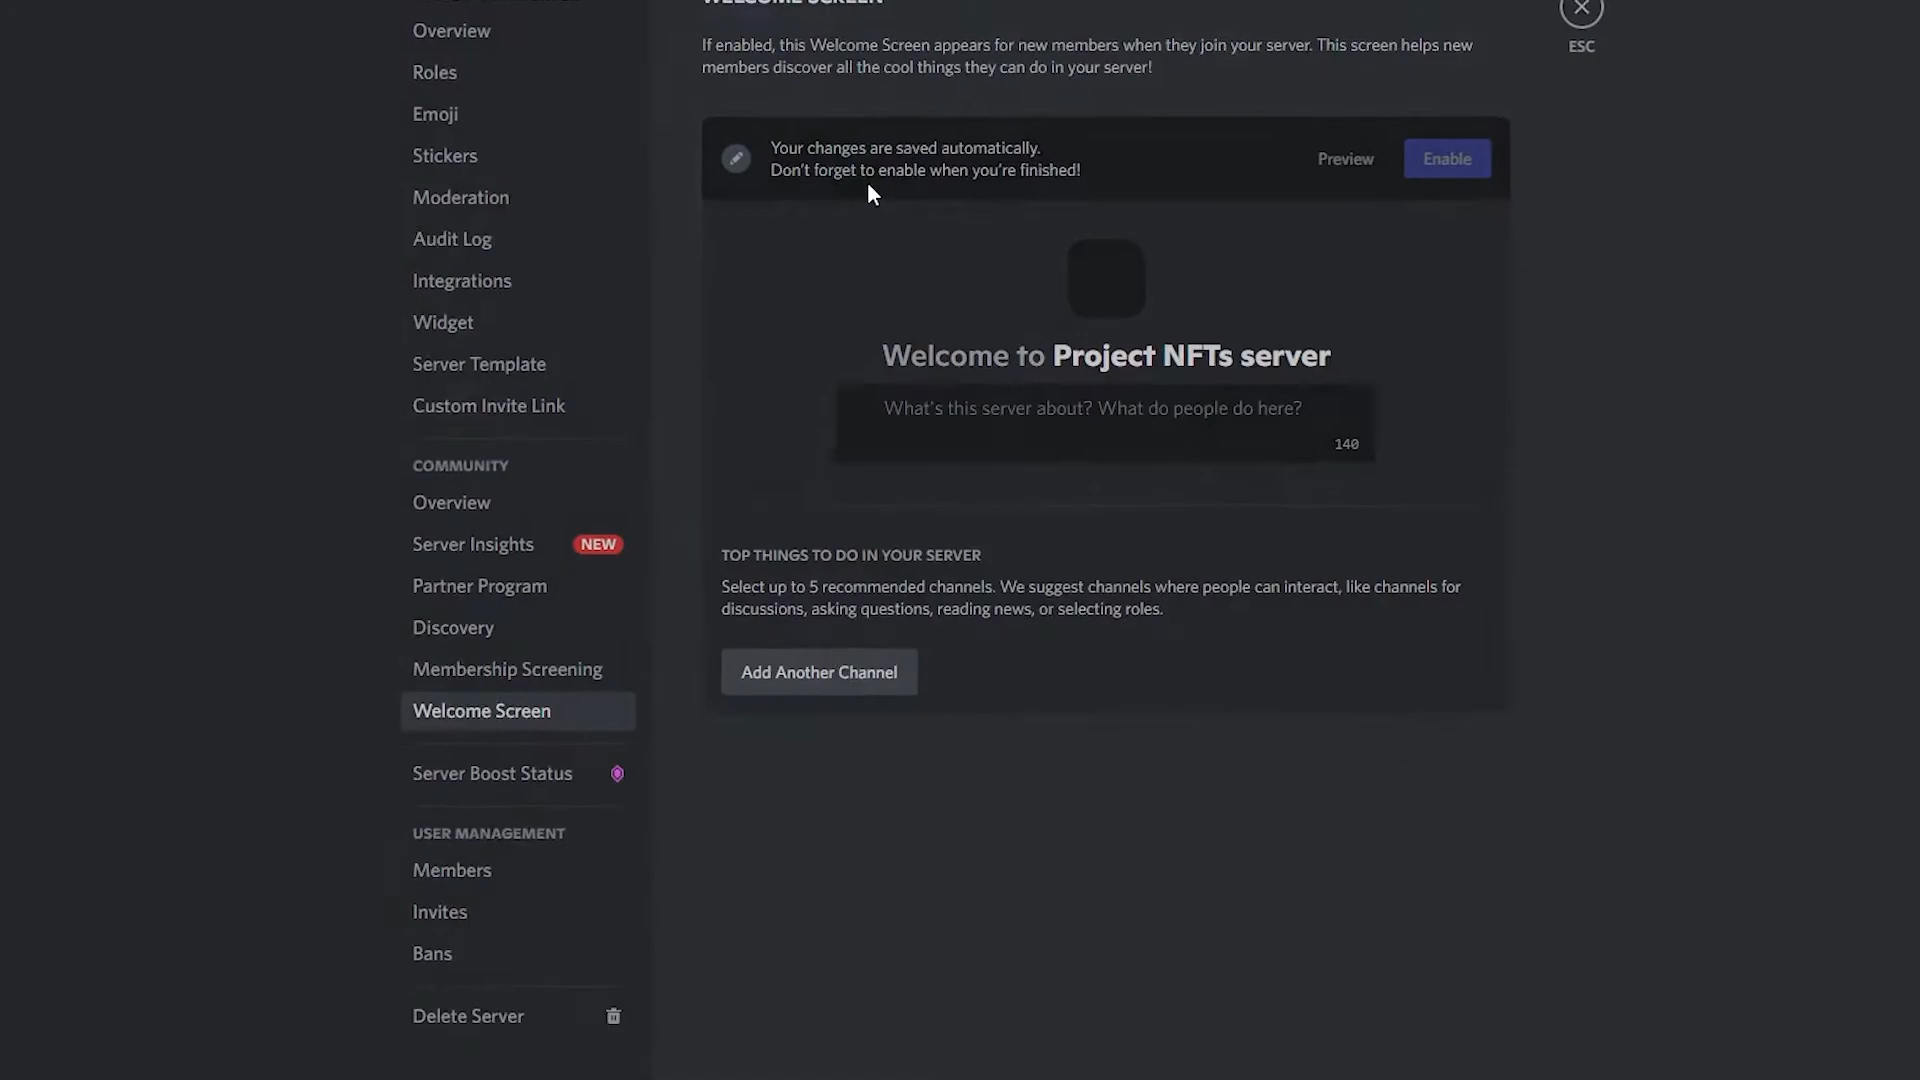 Overview
Roles
Emoji
Stickers
Moderation
Audit Log
Integrations
Widget
Server Template
Custom Invite Link
COMMUNITY
Overview
Server Insights NEW
Partner Program
Discovery
Membership Screening
Welcome Screen
Server Boost Status
USER MANAGEMENT
Members
Invites
Bans
Delete Server
WELCOME SCREEN
If enabled, this Welcome Screen appears for new members when they join your server. This screen helps new
members discover all the cool things they can do in your server!
Your changes are saved automatically.
Don't forget to enable when you're finished!
Preview
Enable
Welcome to Project NFTs server
What's this server about? What do people do here?
140
TOP THINGS TO DO IN YOUR SERVER
Select up to 5 recommended channels. We suggest channels where people can interact, like channels for
discussions, asking questions, reading news, or selecting roles.
Add Another Channel
ESC